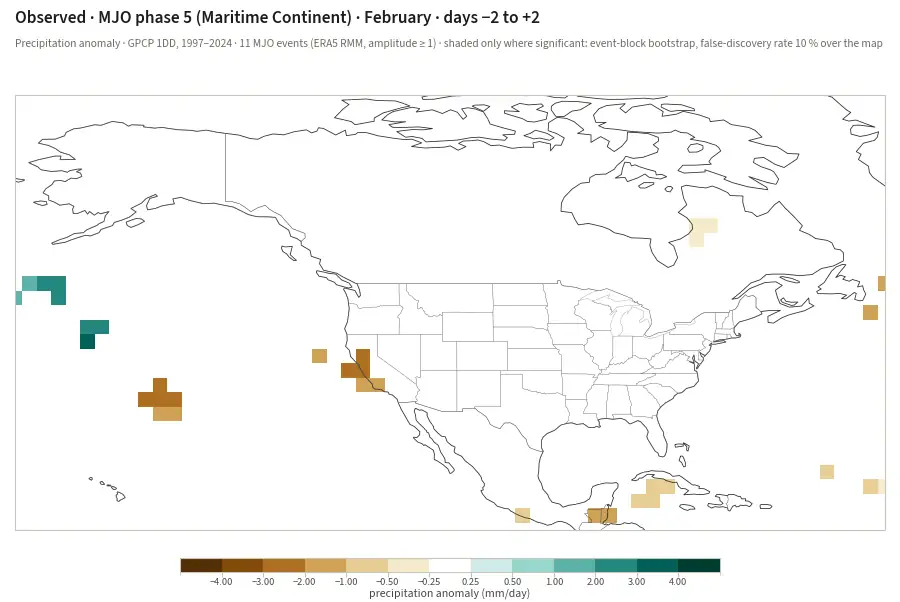 Observed · MJO phase 5 (Maritime Continent) · February · days −2 to +2
Precipitation anomaly · GPCP 1DD, 1997–2024 · 11 MJO events (ERA5 RMM, amplitude ≥ 1) · shaded only where significant: event-block bootstrap, false-discovery rate 10 % over the map
−4.00 −3.00 −2.00 −1.00 −0.50 −0.25 0.25 0.50 1.00 2.00 3.00 4.00
precipitation anomaly (mm/day)